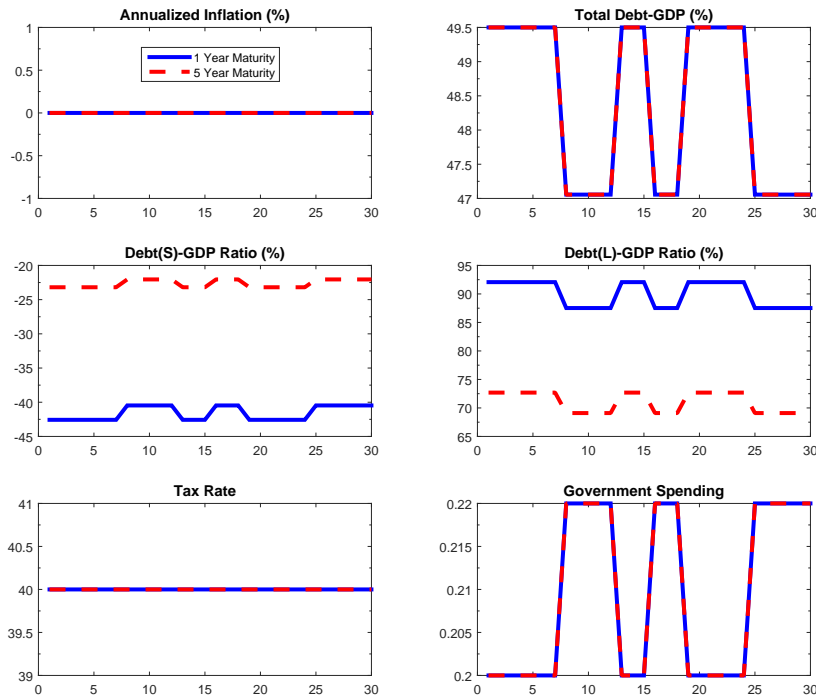 Annualized Inflation (%)
1
0.5
0
-0.5
-1
0 5 10 15 20 25 30
1 Year Maturity
5 Year Maturity
Total Debt-GDP (%)
49.5
49
48.5
48
47.5
47
0 5 10 15 20 25 30
Debt(S)-GDP Ratio (%)
-20
-25
-30
-35
-40
-45
0 5 10 15 20 25 30
Debt(L)-GDP Ratio (%)
95
90
85
80
75
70
65
0 5 10 15 20 25 30
Tax Rate
41
40.5
40
39.5
39
0 5 10 15 20 25 30
Government Spending
0.22
0.215
0.21
0.205
0.2
0 5 10 15 20 25 30